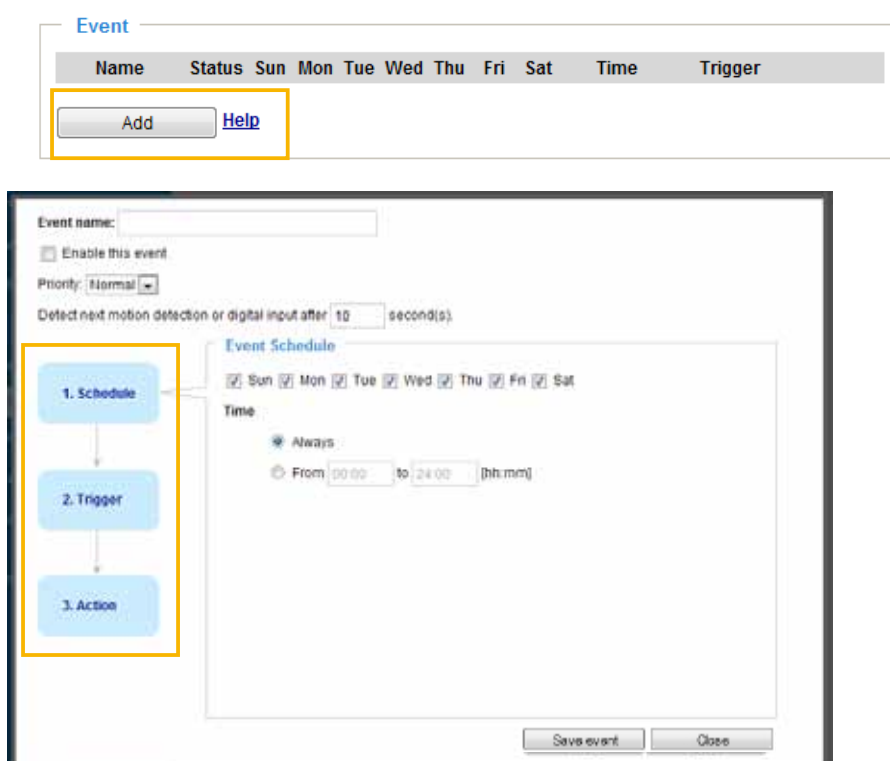 Event
Name Status Sun Mon Tue Wed Thu Fri Sat Time Trigger
Add Help
Event name:
Enable this event
Priority: Normal
Detect next motion detection or digital input after 10 second(s).
Event Schedule
1. Schedule
Sun Mon Tue Wed Thu Fri Sat
Time
Always
From 00:00 to 24:00 [hh:mm]
2. Trigger
3. Action
Save event Close